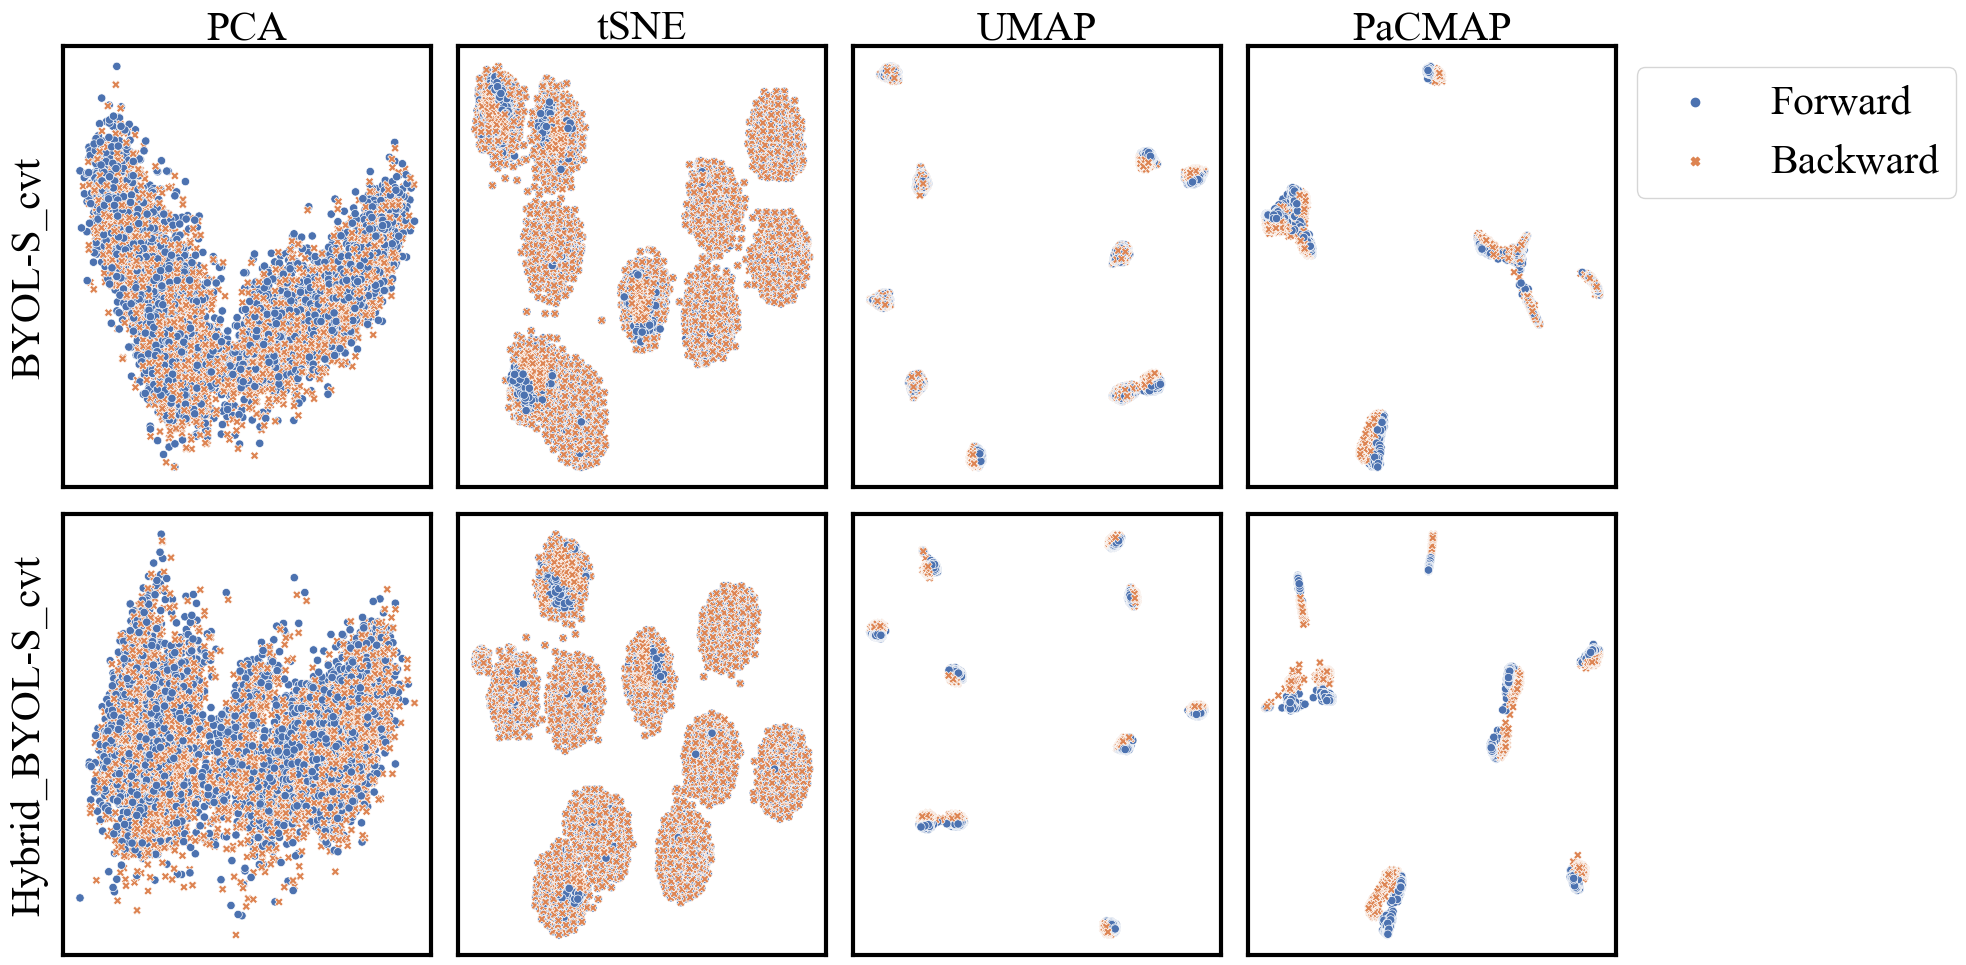 PCA
tSNE
UMAP
PaCMAP
Forward
Backward
BYOL-S_cvt
Hybrid_BYOL-S_cvt